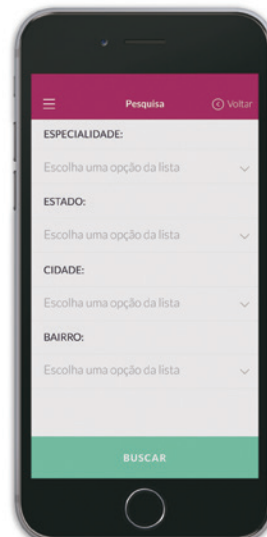 Pesquisa
Voltar
ESPECIALIDADE:
Escolha uma opção da lista
ESTADO:
Escolha uma opção da lista
CIDADE:
Escolha uma opção da lista
BAIRRO:
Escolha uma opção da lista
BUSCAR